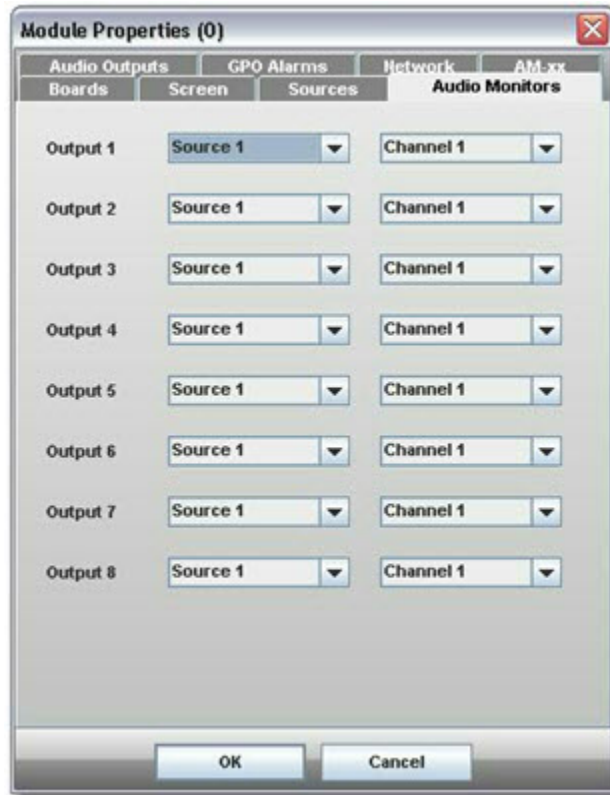 Module Properties (0)
Audio Outputs GPO Alarms Network AM-xx
Boards Screen Sources Audio Monitors
Output 1 Source 1 Channel 1
Output 2 Source 1 Channel 1
Output 3 Source 1 Channel 1
Output 4 Source 1 Channel 1
Output 5 Source 1 Channel 1
Output 6 Source 1 Channel 1
Output 7 Source 1 Channel 1
Output 8 Source 1 Channel 1
OK Cancel